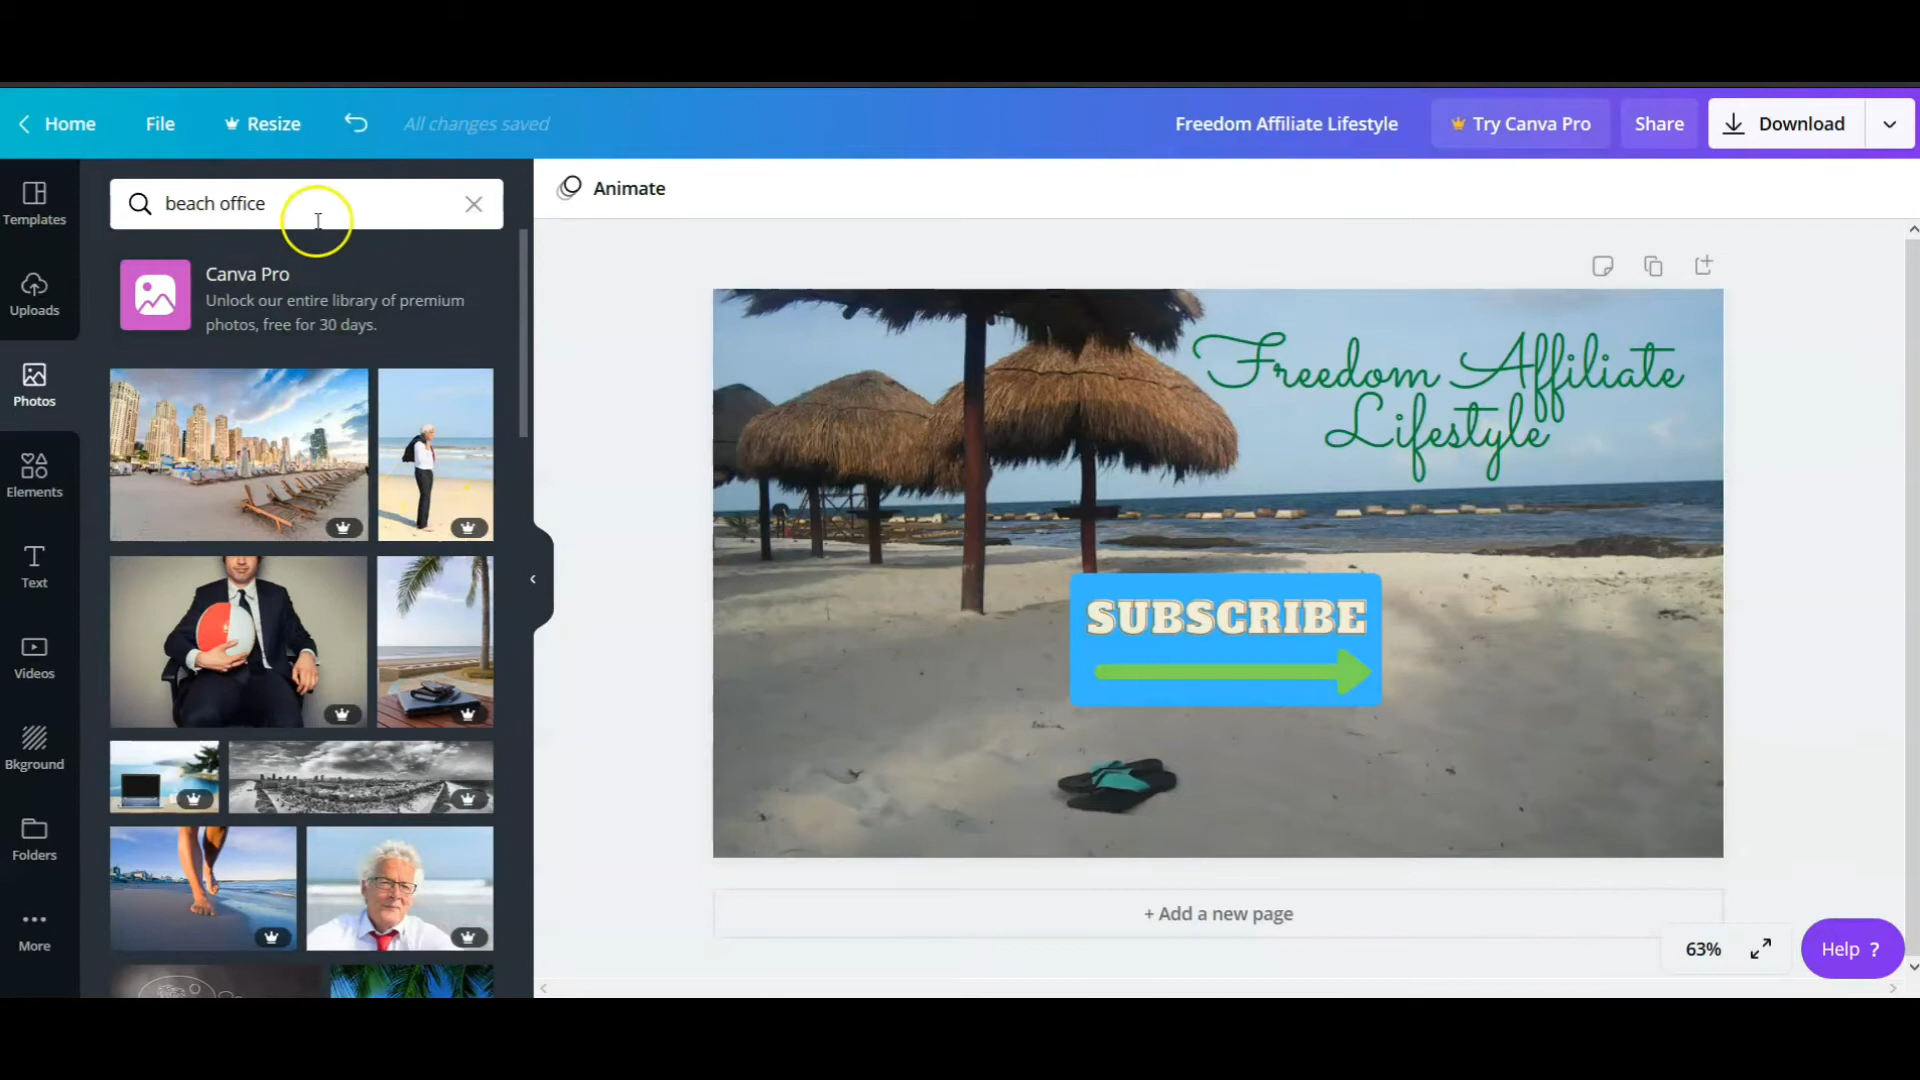 Home
File
Resize
All changes saved
Freedom Affiliate Lifestyle
Try Canva Pro
Share
Download
Templates
Uploads
Photos
Elements
Text
Videos
Bkground
Folders
More
beach office
Canva Pro
Unlock our entire library of premium
photos, free for 30 days.
Animate
Freedom Affiliate
Lifestyle
SUBSCRIBE
+ Add a new page
63%
Help ?